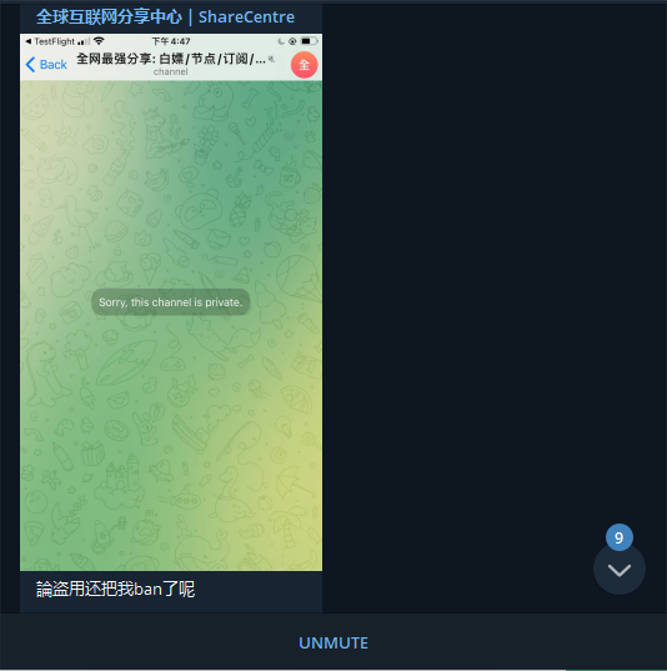 全球互联网分享中心 | ShareCentre
TestFlight
下午4:47
Back
全网最强分享: 白嫖/节点/订阅/...
channel
全
Sorry, this channel is private.
論盗用还把我ban了呢
9
UNMUTE